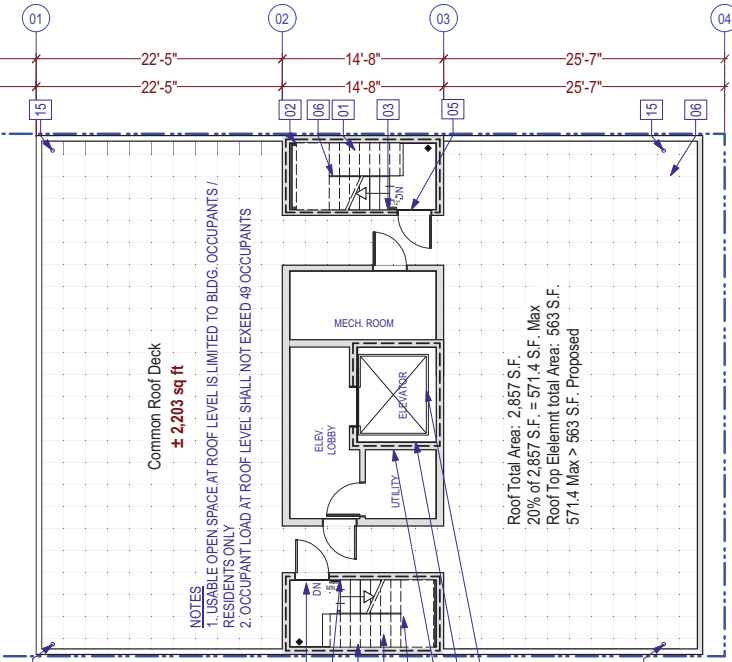 01
02
03
04
22'-5"
14'-8"
25'-7"
22'-5"
14'-8"
25'-7"
15
02
06
01
03
05
15
06
DN
MECH. ROOM
ELEVATOR
ELEV.
LOBBY
UTILITY
Common Roof Deck
± 2,203 sq ft
NOTES
1. USABLE OPEN SPACE AT ROOF LEVEL IS LIMITED TO BLDG. OCCUPANTS /
RESIDENTS ONLY
2. OCCUPANT LOAD AT ROOF LEVEL SHALL NOT EXEED 49 OCCUPANTS
Roof Total Area: 2,857 S.F.
20% of 2,857 S.F. = 571.4 S.F. Max
Roof Top Elelemnt total Area: 563 S.F.
571.4 Max > 563 S.F. Proposed
DN
MIN.